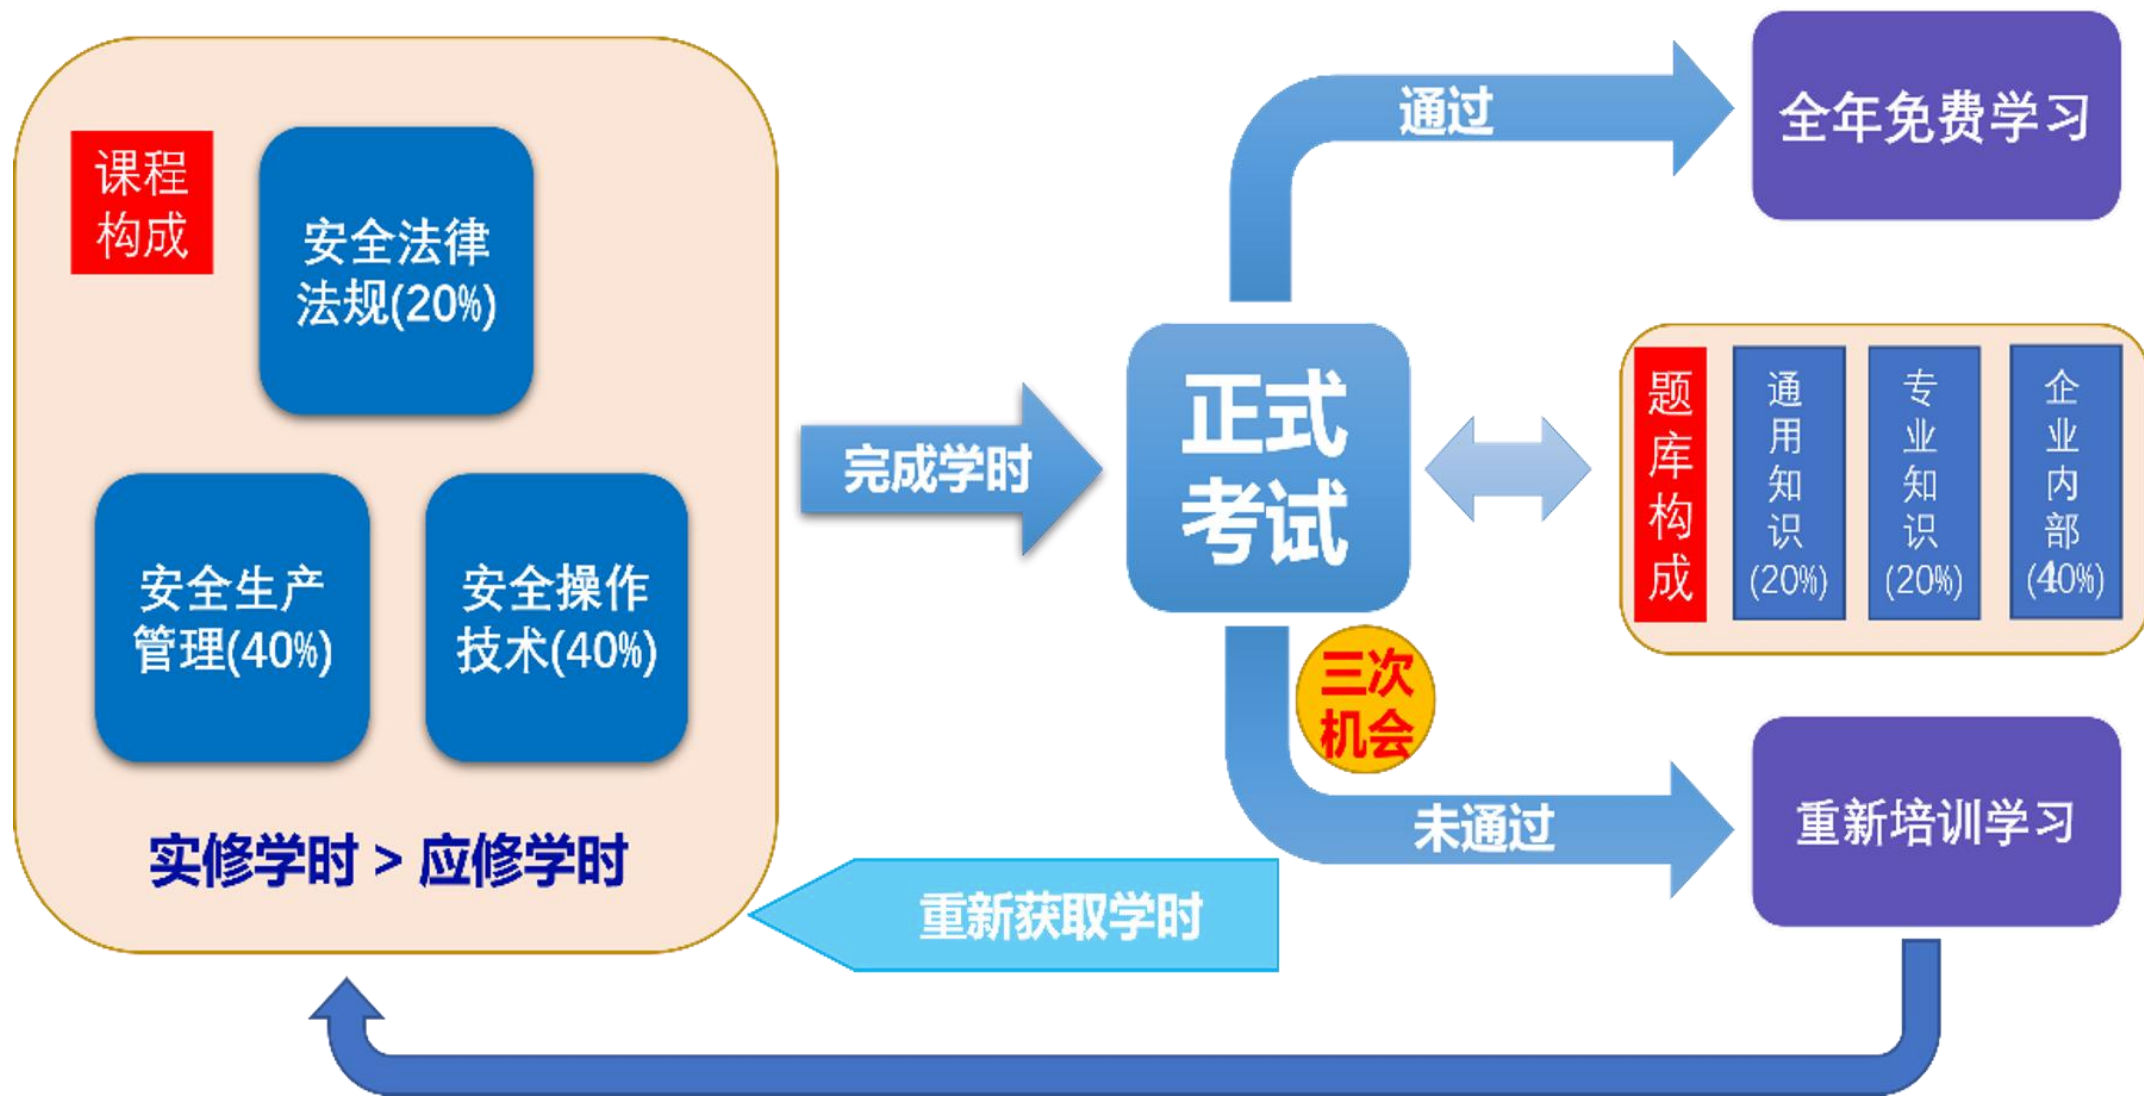 课程
构成
安全法律
法规(20%)
安全生产
管理(40%)
安全操作
技术(40%)
实修学时 > 应修学时
完成学时
正式
考试
通过
全年免费学习
题库构成
通用知识
(20%)
专业知识
(20%)
企业内部
(40%)
三次
机会
未通过
重新培训学习
重新获取学时